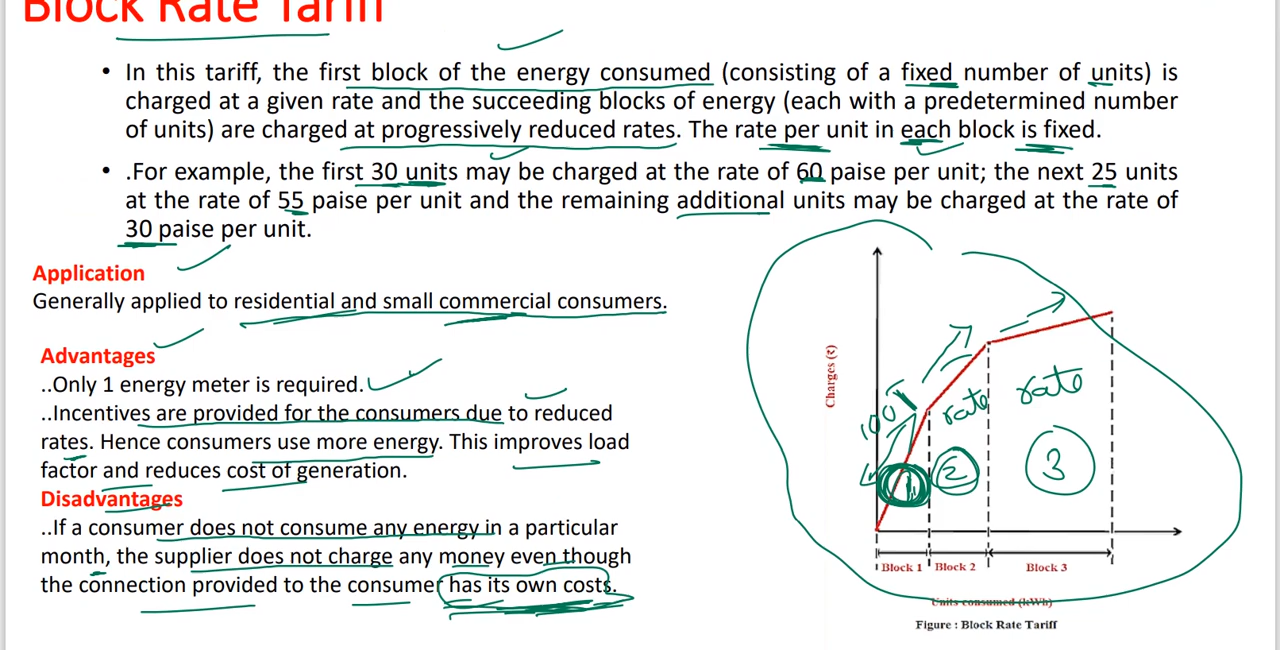 Block Rate Tariff
• In this tariff, the first block of the energy consumed (consisting of a fixed number of units) is
charged at a given rate and the succeeding blocks of energy (each with a predetermined number
of units) are charged at progressively reduced rates. The rate per unit in each block is fixed.
• .For example, the first 30 units may be charged at the rate of 60 paise per unit; the next 25 units
at the rate of 55 paise per unit and the remaining additional units may be charged at the rate of
30 paise per unit.
Application
Generally applied to residential and small commercial consumers.
Advantages
..Only 1 energy meter is required.
..Incentives are provided for the consumers due to reduced
rates. Hence consumers use more energy. This improves load
factor and reduces cost of generation.
Disadvantages
..If a consumer does not consume any energy in a particular
month, the supplier does not charge any money even though
the connection provided to the consumer has its own costs.
Charges (₹)
100
rate
rate
1
2
3
Block 1
Block 2
Block 3
Units consumed (kWh)
Figure : Block Rate Tariff